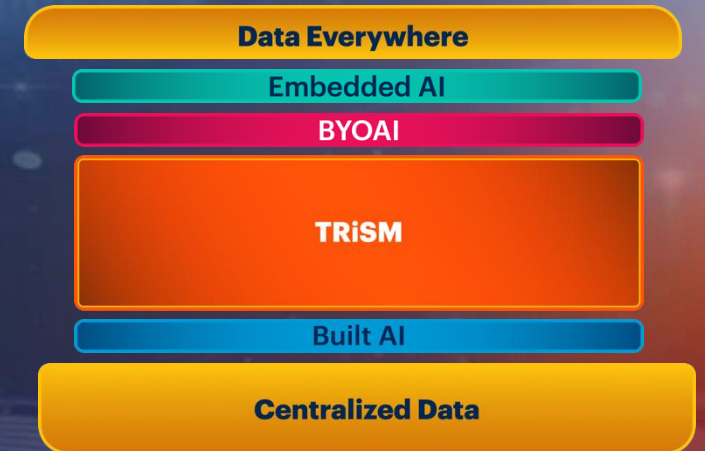 Data Everywhere
Embedded AI
BYOAI
TRiSM
Built AI
Centralized Data